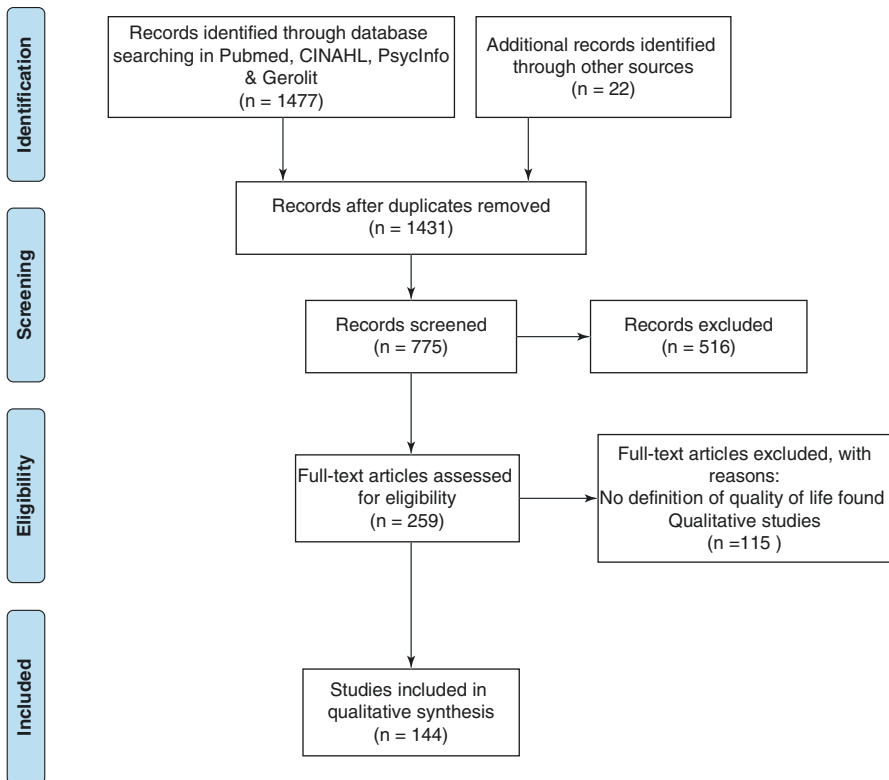 Identification
Records identified through database
searching in Pubmed, CINAHL, PsycInfo
& Gerolit
(n = 1477)
Additional records identified
through other sources
(n = 22)
Screening
Records after duplicates removed
(n = 1431)
Records screened
(n = 775)
Records excluded
(n = 516)
Eligibility
Full-text articles assessed
for eligibility
(n = 259)
Full-text articles excluded, with
reasons:
No definition of quality of life found
Qualitative studies
(n =115 )
Included
Studies included in
qualitative synthesis
(n = 144)